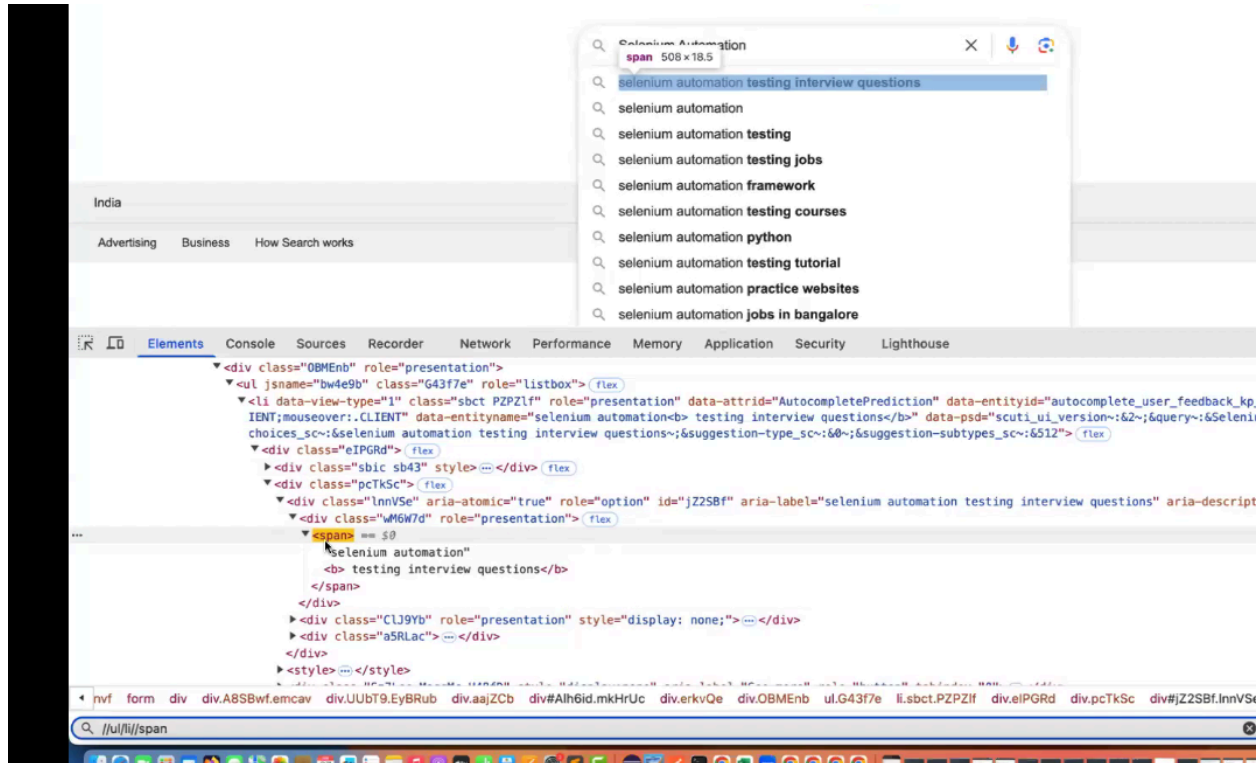 Selenium Automation
span 508 × 18.5
selenium automation testing interview questions
selenium automation
selenium automation testing
selenium automation testing jobs
selenium automation framework
selenium automation testing courses
selenium automation python
selenium automation testing tutorial
selenium automation practice websites
selenium automation jobs in bangalore
India
Advertising Business How Search works
Elements Console Sources Recorder Network Performance Memory Application Security Lighthouse
<div class="OBMEnb" role="presentation">
<ul jsname="bw4e9b" class="G43f7e" role="listbox"> flex
<li data-view-type="1" class="sbct PZPZlf" role="presentation" data-attrid="AutocompletePrediction" data-entityid="autocomplete_user_feedback_kp_
IENT;mouseover:.CLIENT" data-entityname="selenium automation<b> testing interview questions</b>" data-psd="scuti_ui_version~:&2~;&query~:&Seleni
choices_sc~:&selenium automation testing interview questions~;&suggestion-type_sc~:&0~;&suggestion-subtypes_sc~:&512"> flex
<div class="eIPGRd"> flex
<div class="sbic sb43" style>…</div> flex
<div class="pcTkSc"> flex
<div class="lnnVSe" aria-atomic="true" role="option" id="jZ2SBf" aria-label="selenium automation testing interview questions" aria-descript
<div class="wM6W7d" role="presentation"> flex
… <span> == $0
"selenium automation"
<b> testing interview questions</b>
</span>
</div>
<div class="ClJ9Yb" role="presentation" style="display: none;">…</div>
<div class="a5RLac">…</div>
</div>
<style>…</style>
nvf form div div.A8SBwf.emcav div.UUbT9.EyBRub div.aajZCb div#Alh6id.mkHrUc div.erkvQe div.OBMEnb ul.G43f7e li.sbct.PZPZlf div.eIPGRd div.pcTkSc div#jZ2SBf.lnnVSe
//ul/li//span